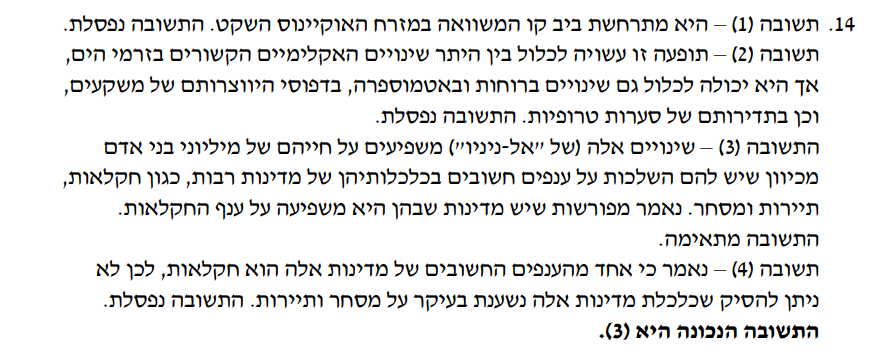 14. תשובה (1) – היא מתרחשת ביב קו המשוואה במזרח האוקיינוס השקט. התשובה נפסלת.
תשובה (2) – תופעה זו עשויה לכלול בין היתר שינויים האקלימיים הקשורים בזרמי הים,
אך היא יכולה לכלול גם שינויים ברוחות ובאטמוספרה, בדפוסי היווצרותם של משקעים,
וכן בתדירותם של סערות טרופיות. התשובה נפסלת.
התשובה (3) – שינויים אלה (של "אל-ניניו") משפיעים על חייהם של מיליוני בני אדם
מכיוון שיש להם השלכות על ענפים חשובים בכלכלותיהן של מדינות רבות, כגון חקלאות,
תיירות ומסחר. נאמר מפורשות שיש מדינות שבהן היא משפיעה על ענף החקלאות.
התשובה מתאימה.
תשובה (4) – נאמר כי אחד מהענפים החשובים של מדינות אלה הוא חקלאות, לכן לא
ניתן להסיק שכלכלת מדינות אלה נשענת בעיקר על מסחר ותיירות. התשובה נפסלת.
התשובה הנכונה היא (3).